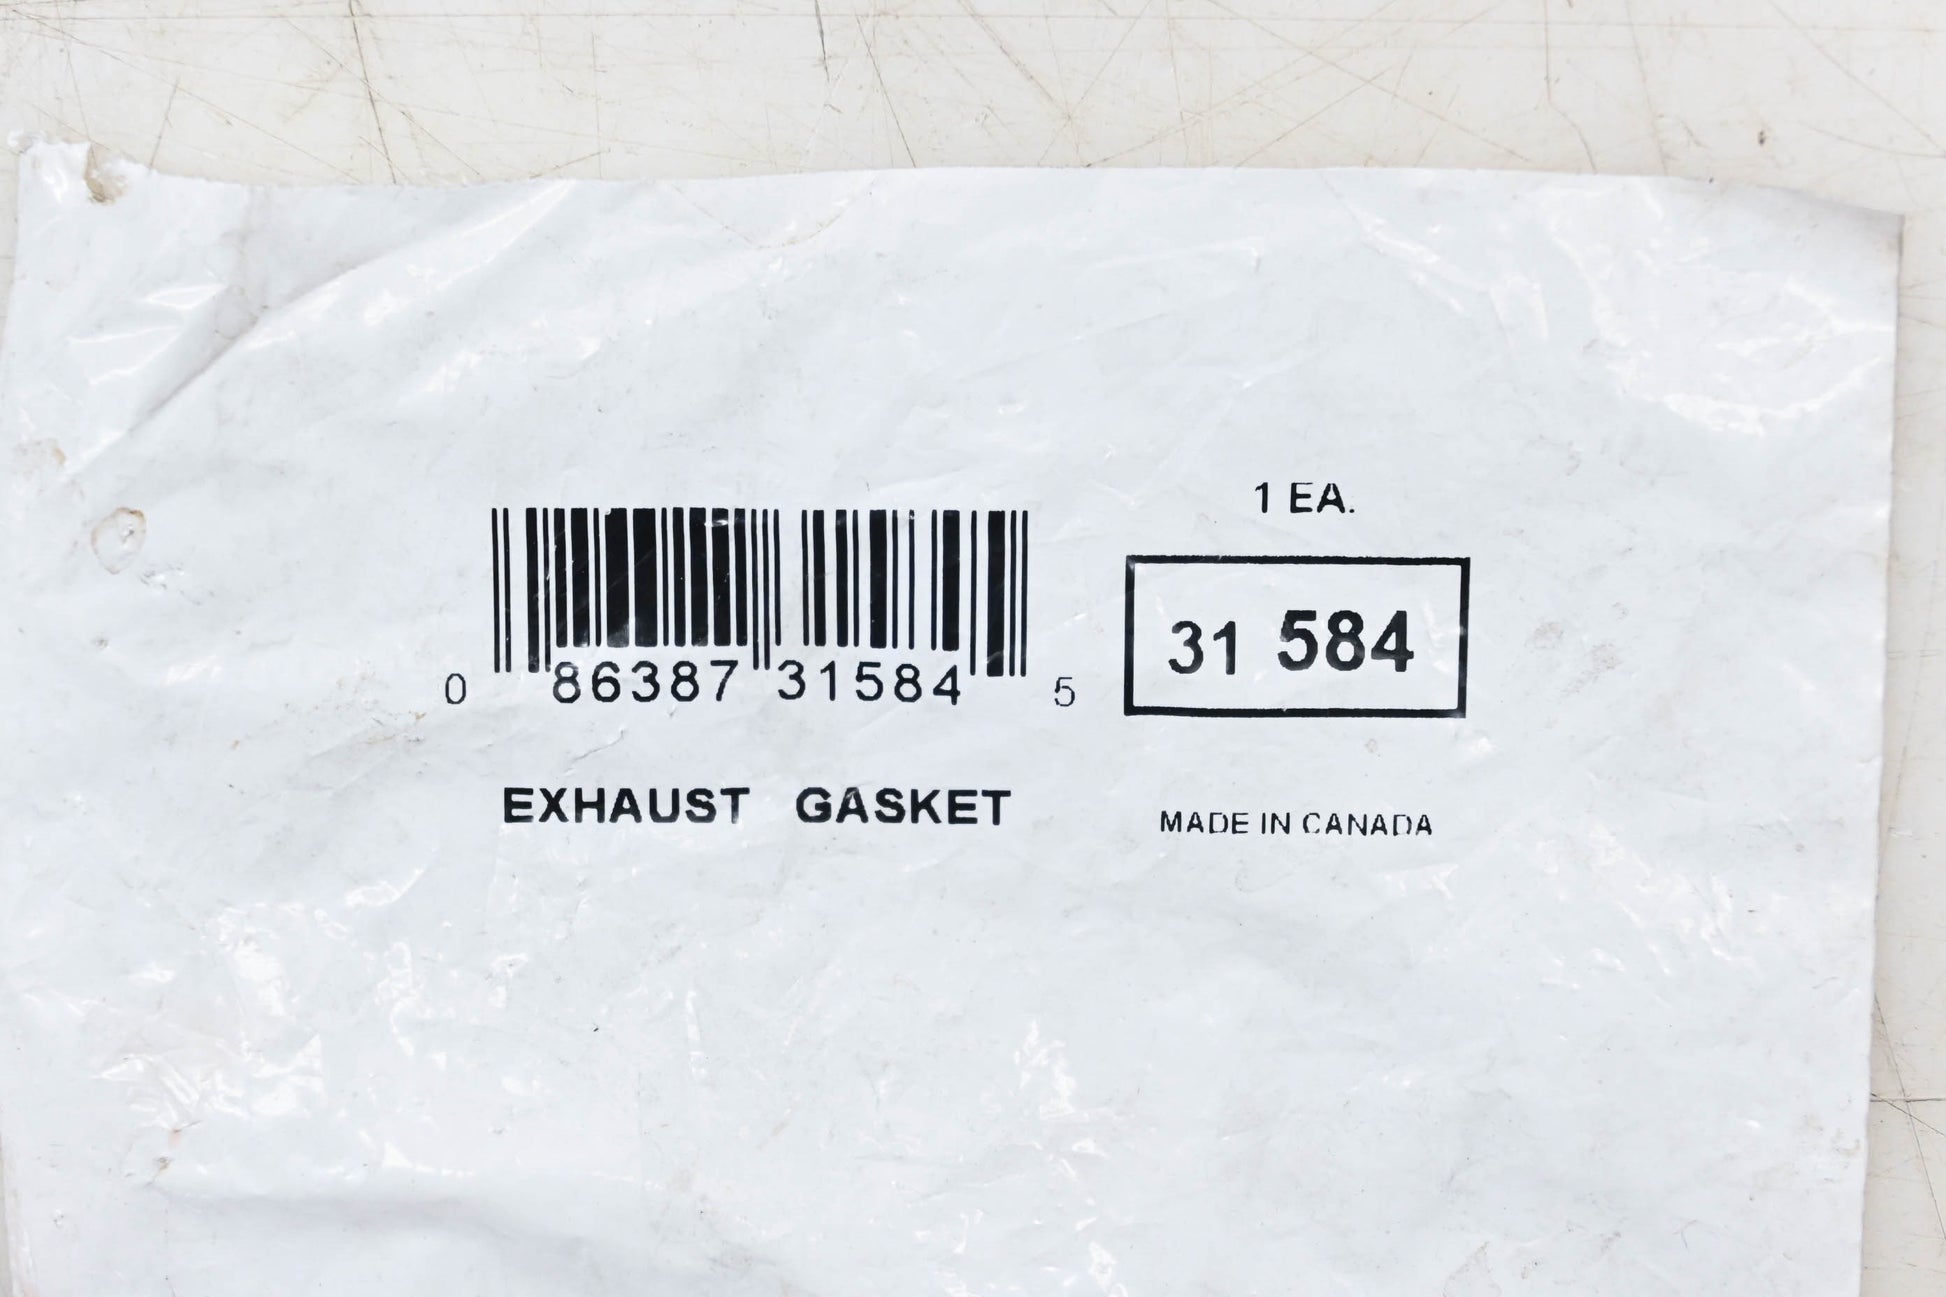 1 EA.
31 584
0 86387 31584 5
EXHAUST GASKET
MADE IN CANADA